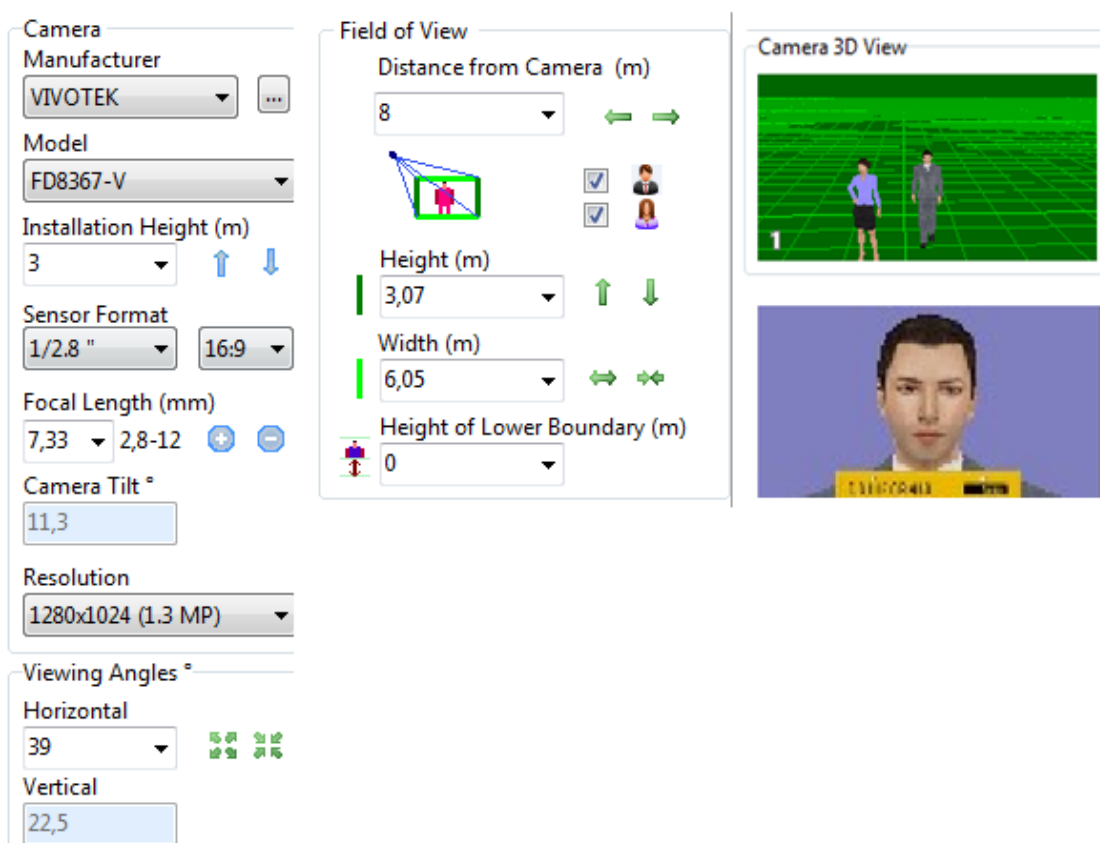 Camera
Manufacturer
VIVOTEK
...
Model
FD8367-V
Installation Height (m)
3
Sensor Format
1/2.8 "
16:9
Focal Length (mm)
7,33
2,8-12
Camera Tilt °
11,3
Resolution
1280x1024 (1.3 MP)
Viewing Angles °
Horizontal
39
Vertical
22,5
Field of View
Distance from Camera (m)
8
Height (m)
3,07
Width (m)
6,05
Height of Lower Boundary (m)
0
Camera 3D View
1